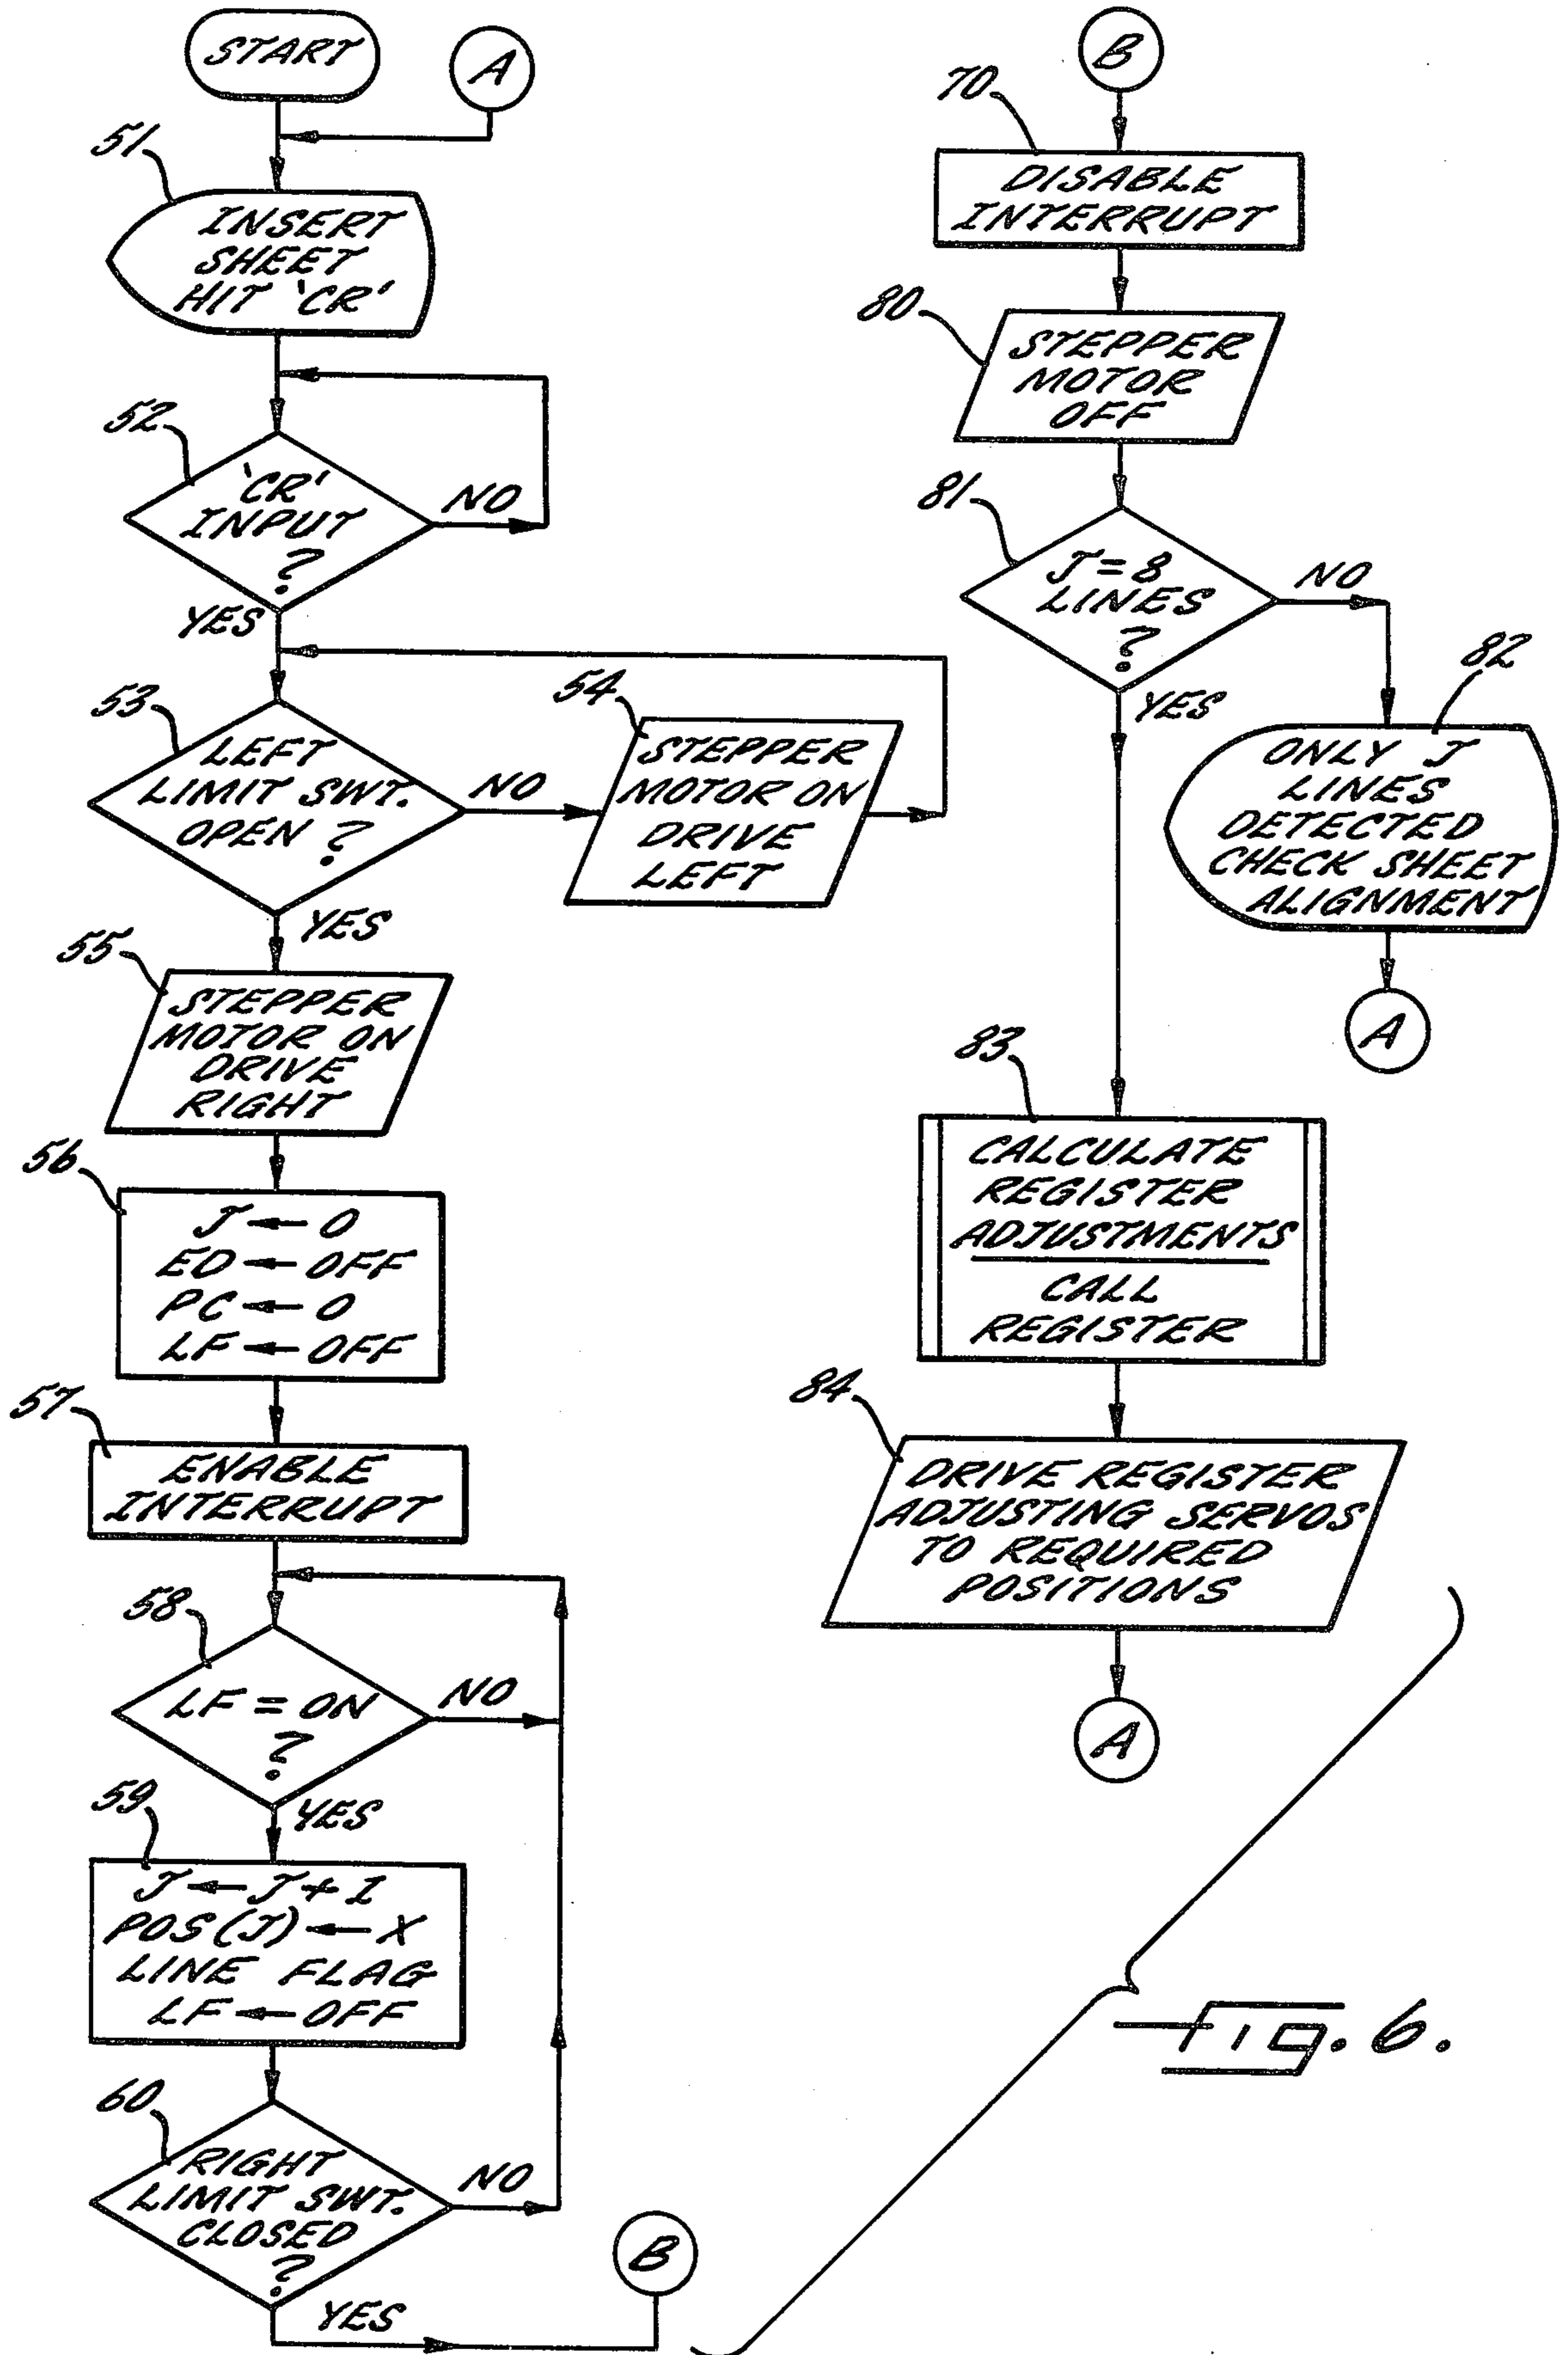 START
A
51
INSERT
SHEET
HIT 'CR'
52
'CR'
INPUT
?
NO
YES
53
LEFT
LIMIT SWT.
OPEN ?
NO
54
STEPPER
MOTOR ON
DRIVE
LEFT
YES
55
STEPPER
MOTOR ON
DRIVE
RIGHT
56
J ← 0
ED ← OFF
PC ← 0
LF ← OFF
57
ENABLE
INTERRUPT
58
LF = ON
?
NO
YES
59
J ← J + 1
POS(J) ← X
LINE FLAG
LF ← OFF
60
RIGHT
LIMIT SWT.
CLOSED
?
NO
YES
B
B
70
DISABLE
INTERRUPT
80
STEPPER
MOTOR
OFF
81
J = 8
LINES
?
NO
YES
82
ONLY J
LINES
DETECTED
CHECK SHEET
ALIGNMENT
A
83
CALCULATE
REGISTER
ADJUSTMENTS
CALL
REGISTER
84
DRIVE REGISTER
ADJUSTING SERVOS
TO REQUIRED
POSITIONS
A
Fig. 6.